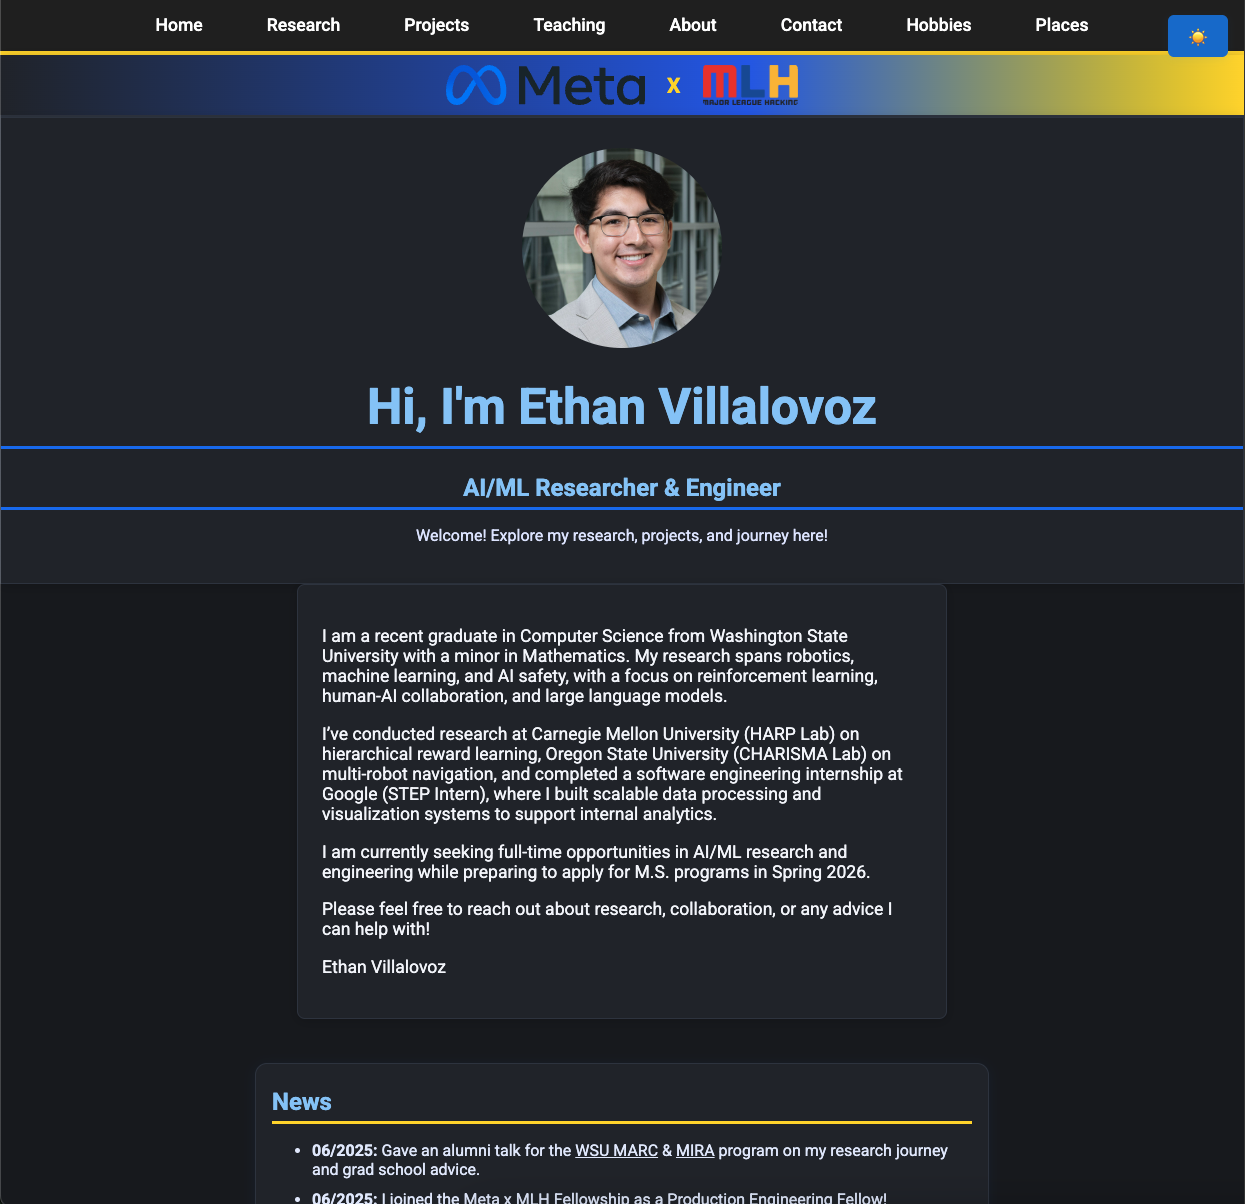 Home Research Projects Teaching About Contact Hobbies Places
Meta x MLH
MAJOR LEAGUE HACKING
Hi, I'm Ethan Villalovoz
AI/ML Researcher & Engineer
Welcome! Explore my research, projects, and journey here!
I am a recent graduate in Computer Science from Washington State
University with a minor in Mathematics. My research spans robotics,
machine learning, and AI safety, with a focus on reinforcement learning,
human-AI collaboration, and large language models.
I’ve conducted research at Carnegie Mellon University (HARP Lab) on
hierarchical reward learning, Oregon State University (CHARISMA Lab) on
multi-robot navigation, and completed a software engineering internship at
Google (STEP Intern), where I built scalable data processing and
visualization systems to support internal analytics.
I am currently seeking full-time opportunities in AI/ML research and
engineering while preparing to apply for M.S. programs in Spring 2026.
Please feel free to reach out about research, collaboration, or any advice I
can help with!
Ethan Villalovoz
News
• 06/2025: Gave an alumni talk for the WSU MARC & MIRA program on my research journey
and grad school advice.
• 06/2025: I joined the Meta x MLH Fellowship as a Production Engineering Fellow!